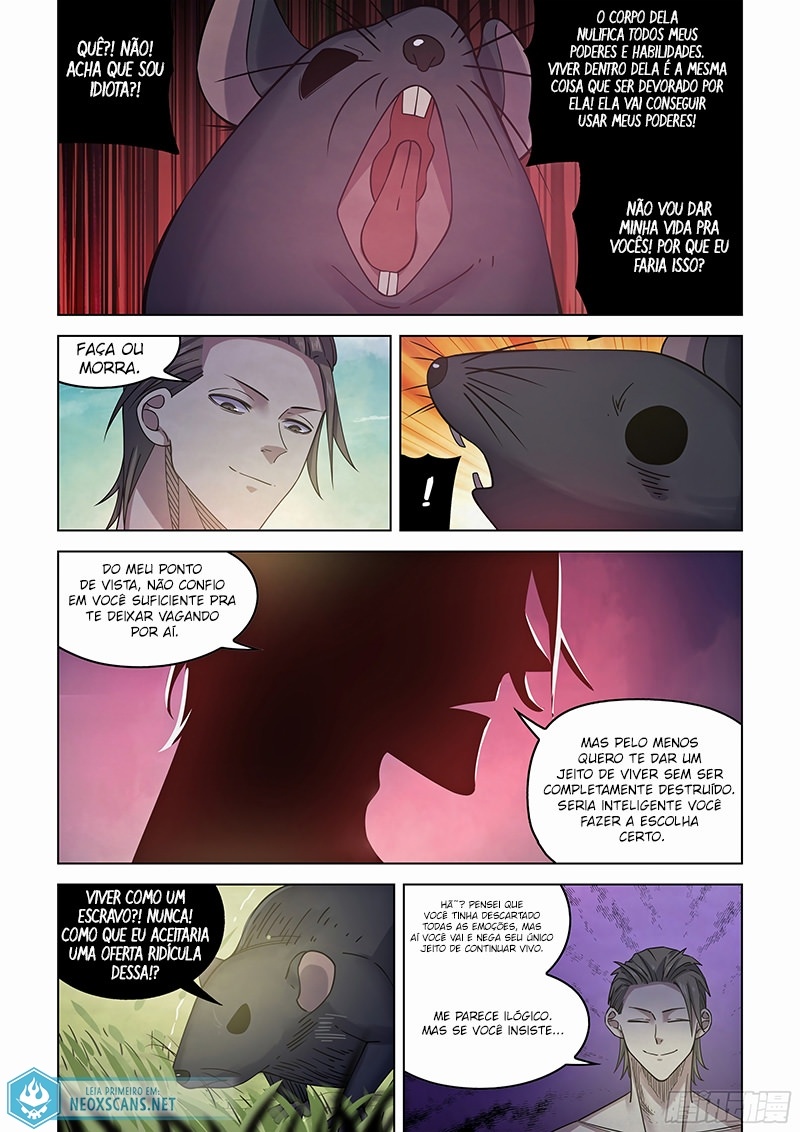 QUÊ?! NÃO!
ACHA QUE SOU
IDIOTA?!
O CORPO DELA
NULIFICA TODOS MEUS
PODERES E HABILIDADES.
VIVER DENTRO DELA É A MESMA
COISA QUE SER DEVORADO POR
ELA! ELA VAI CONSEGUIR
USAR MEUS PODERES!
NÃO VOU DAR
MINHA VIDA PRA
VOCÊS! POR QUE EU
FARIA ISSO?
FAÇA OU
MORRA.
!
DO MEU PONTO
DE VISTA, NÃO CONFIO
EM VOCÊ SUFICIENTE PRA
TE DEIXAR VAGANDO
POR AÍ.
MAS PELO MENOS
QUERO TE DAR UM
JEITO DE VIVER SEM SER
COMPLETAMENTE DESTRUÍDO.
SERIA INTELIGENTE VOCÊ
FAZER A ESCOLHA
CERTO.
VIVER COMO UM
ESCRAVO?! NUNCA!
COMO QUE EU ACEITARIA
UMA OFERTA RIDÍCULA
DESSA!?
HÃ~? PENSEI QUE
VOCÊ TINHA DESCARTADO
TODAS AS EMOÇÕES, MAS
AÍ VOCÊ VAI E NEGA SEU ÚNICO
JEITO DE CONTINUAR VIVO.
ME PARECE ILÓGICO.
MAS SE VOCÊ INSISTE...
LEIA PRIMEIRO EM:
NEOXSCANS.NET